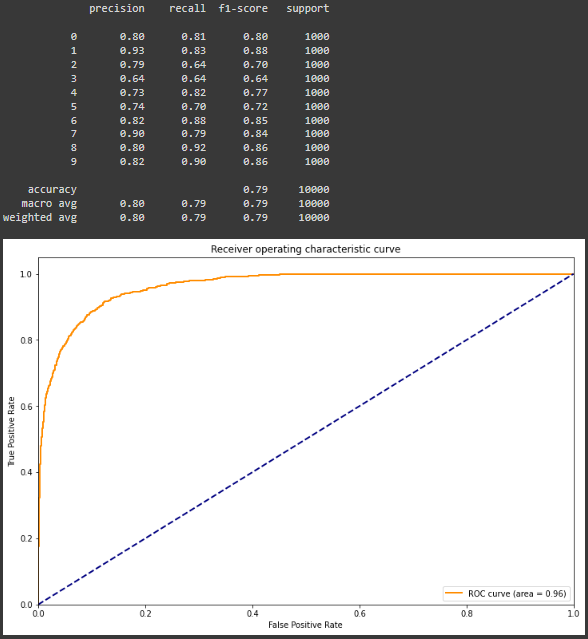 precision recall f1-score support
0 0.80 0.81 0.80 1000
1 0.93 0.83 0.88 1000
2 0.79 0.64 0.70 1000
3 0.64 0.64 0.64 1000
4 0.73 0.82 0.77 1000
5 0.74 0.70 0.72 1000
6 0.82 0.88 0.85 1000
7 0.90 0.79 0.84 1000
8 0.80 0.92 0.86 1000
9 0.82 0.90 0.86 1000
accuracy 0.79 10000
macro avg 0.80 0.79 0.79 10000
weighted avg 0.80 0.79 0.79 10000
Receiver operating characteristic curve
1.0
0.8
0.6
0.4
0.2
0.0
True Positive Rate
ROC curve (area = 0.96)
0.0 0.2 0.4 0.6 0.8 1.0
False Positive Rate